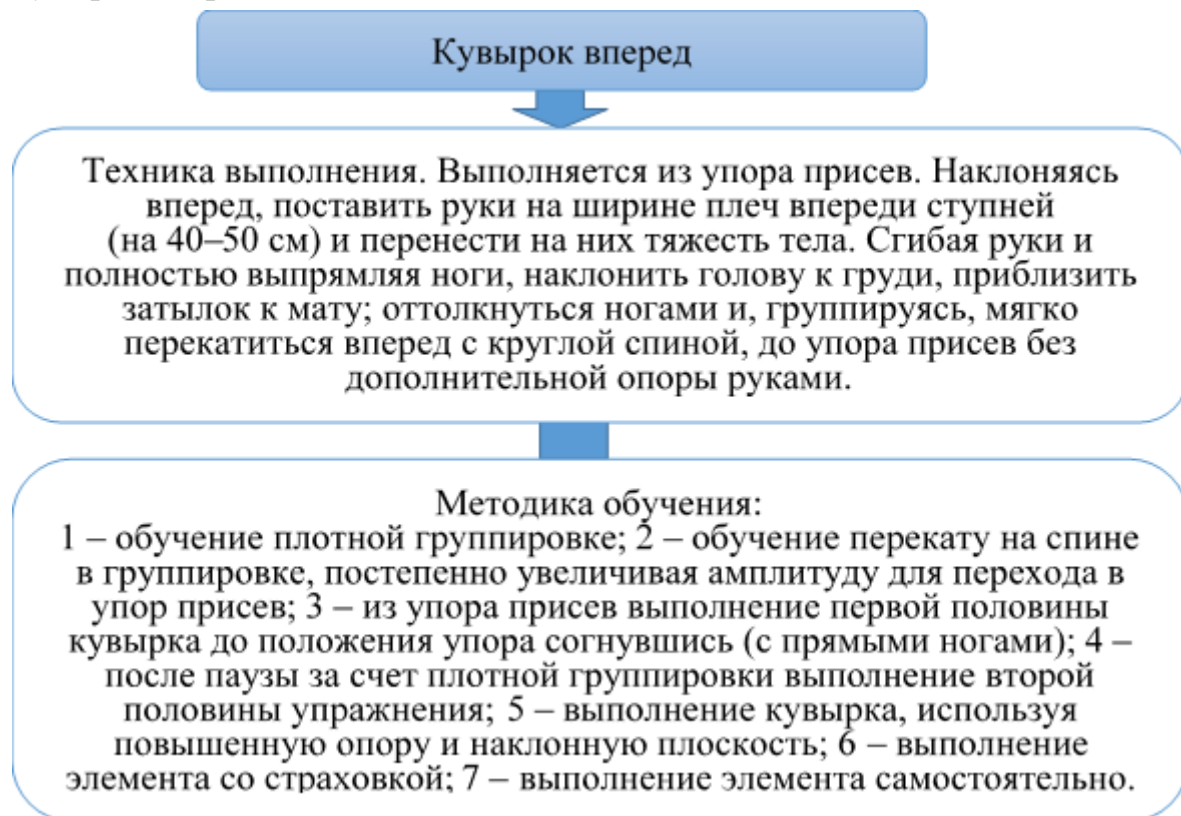 Кувырок вперед
Техника выполнения. Выполняется из упора присев. Наклоняясь
вперед, поставить руки на ширине плеч впереди ступней
(на 40–50 см) и перенести на них тяжесть тела. Сгибая руки и
полностью выпрямляя ноги, наклонить голову к груди, приблизить
затылок к мату; оттолкнуться ногами и, группируясь, мягко
перекатиться вперед с круглой спиной, до упора присев без
дополнительной опоры руками.
Методика обучения:
1 – обучение плотной группировке; 2 – обучение перекату на спине
в группировке, постепенно увеличивая амплитуду для перехода в
упор присев; 3 – из упора присев выполнение первой половины
кувырка до положения упора согнувшись (с прямыми ногами); 4 –
после паузы за счет плотной группировки выполнение второй
половины упражнения; 5 – выполнение кувырка, используя
повышенную опору и наклонную плоскость; 6 – выполнение
элемента со страховкой; 7 – выполнение элемента самостоятельно.